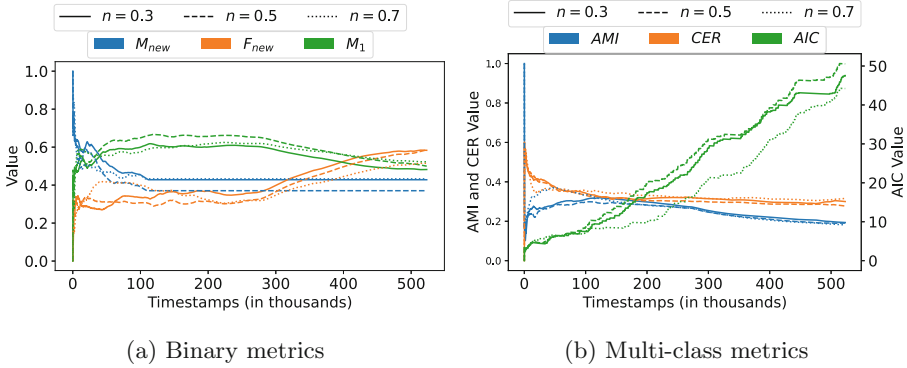 n = 0.3 n = 0.5 n = 0.7
M_new F_new M_1
1.0
0.8
0.6
0.4
0.2
0.0
Value
0 100 200 300 400 500
Timestamps (in thousands)
(a) Binary metrics
n = 0.3 n = 0.5 n = 0.7
AMI CER AIC
1.0
0.8
0.6
0.4
0.2
0.0
AMI and CER Value
50
40
30
20
10
0
AIC Value
0 100 200 300 400 500
Timestamps (in thousands)
(b) Multi-class metrics